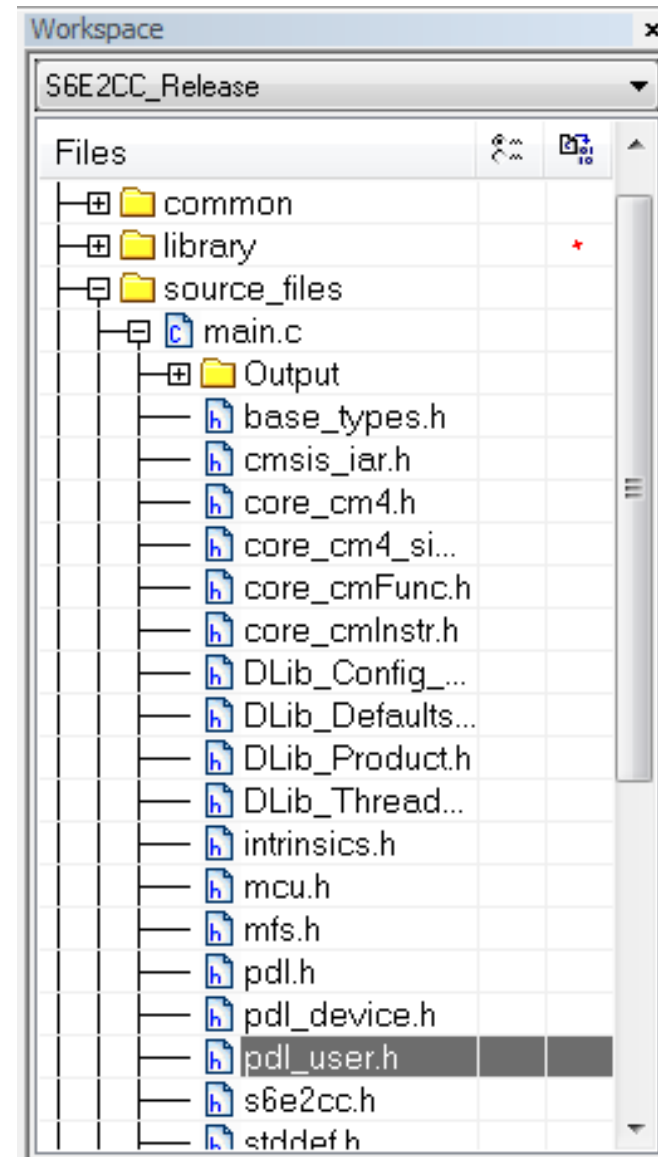 Workspace
S6E2CC_Release
Files
common
library
source_files
main.c
Output
base_types.h
cmsis_iar.h
core_cm4.h
core_cm4_si...
core_cmFunc.h
core_cmInstr.h
DLib_Config_...
DLib_Defaults...
DLib_Product.h
DLib_Thread...
intrinsics.h
mcu.h
mfs.h
pdl.h
pdl_device.h
pdl_user.h
s6e2cc.h
stddef.h